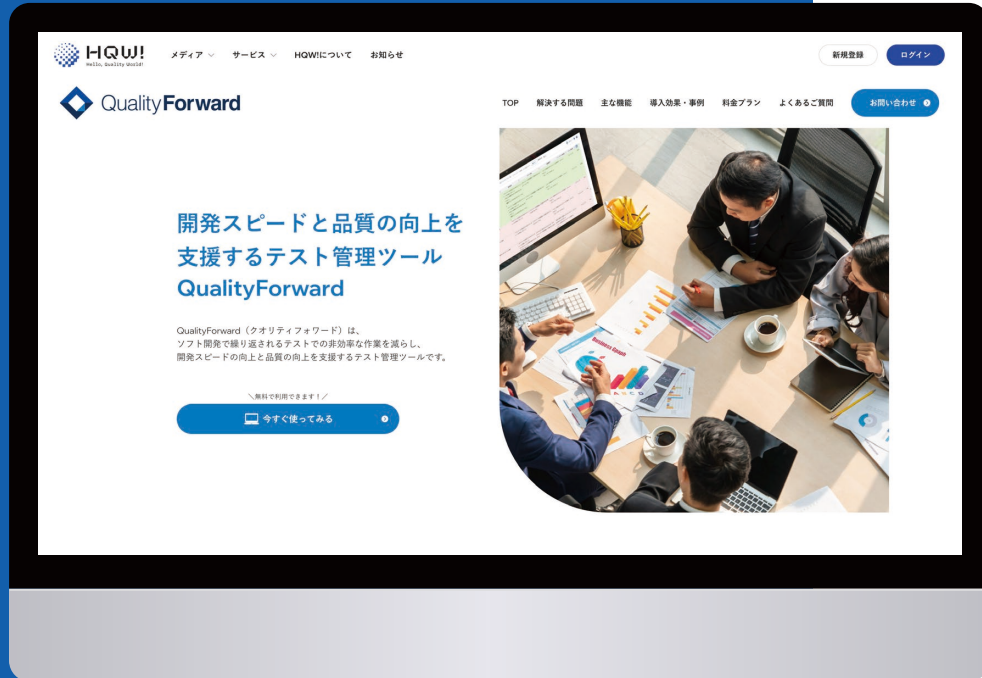 HQW!
Hello, Quality World!
メディア
サービス
HQW!について
お知らせ
新規登録
ログイン
QualityForward
TOP
解決する問題
主な機能
導入効果・事例
料金プラン
よくあるご質問
お問い合わせ
開発スピードと品質の向上を
支援するテスト管理ツール
QualityForward
QualityForward（クオリティフォワード）は、
ソフト開発で繰り返されるテストでの非効率な作業を減らし、
開発スピードの向上と品質の向上を支援するテスト管理ツールです。
＼無料で利用できます！／
今すぐ使ってみる
Business Graph